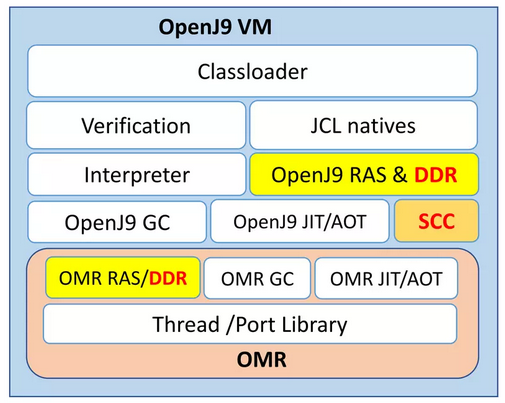 OpenJ9 VM
Classloader
Verification
JCL natives
Interpreter
OpenJ9 RAS & DDR
OpenJ9 GC
OpenJ9 JIT/AOT
SCC
OMR RAS/DDR
OMR GC
OMR JIT/AOT
Thread /Port Library
OMR